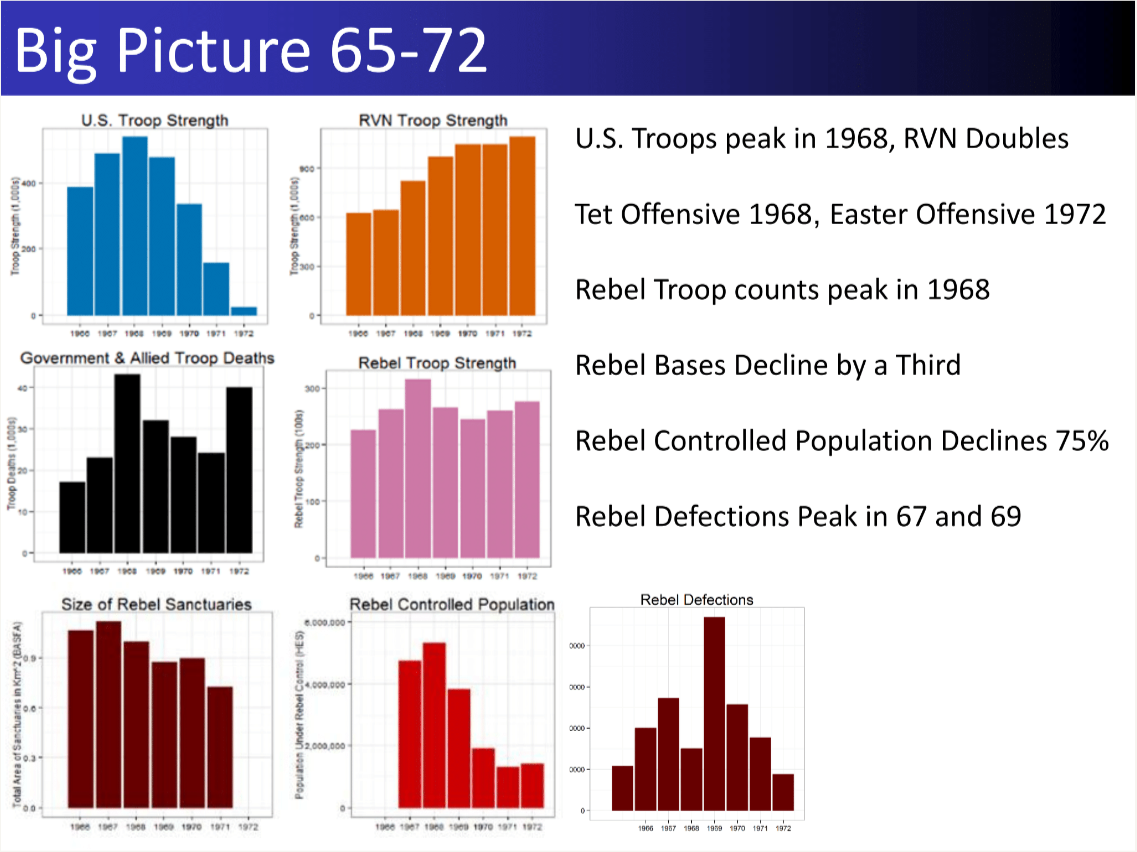 Big Picture 65-72
U.S. Troop Strength
Troop Strength (1,000s)
400
200
0
1966 1967 1968 1969 1970 1971 1972
RVN Troop Strength
Troop Strength (1,000s)
900
600
300
0
1966 1967 1968 1969 1970 1971 1972
U.S. Troops peak in 1968, RVN Doubles
Tet Offensive 1968, Easter Offensive 1972
Rebel Troop counts peak in 1968
Rebel Bases Decline by a Third
Rebel Controlled Population Declines 75%
Rebel Defections Peak in 67 and 69
Government & Allied Troop Deaths
Troop Deaths (1,000s)
40
30
20
10
0
1966 1967 1968 1969 1970 1971 1972
Rebel Troop Strength
Rebel Troop Strength (100s)
300
200
100
0
1966 1967 1968 1969 1970 1971 1972
Size of Rebel Sanctuaries
Total Area of Sanctuaries in Km^2 (BASFA)
0.9
0.6
0.3
0.0
1966 1967 1968 1969 1970 1971 1972
Rebel Controlled Population
Population Under Rebel Control (HES)
6,000,000
4,000,000
2,000,000
0
1966 1967 1968 1969 1970 1971 1972
Rebel Defections
0000
0000
0000
0000
0
1966 1967 1968 1969 1970 1971 1972